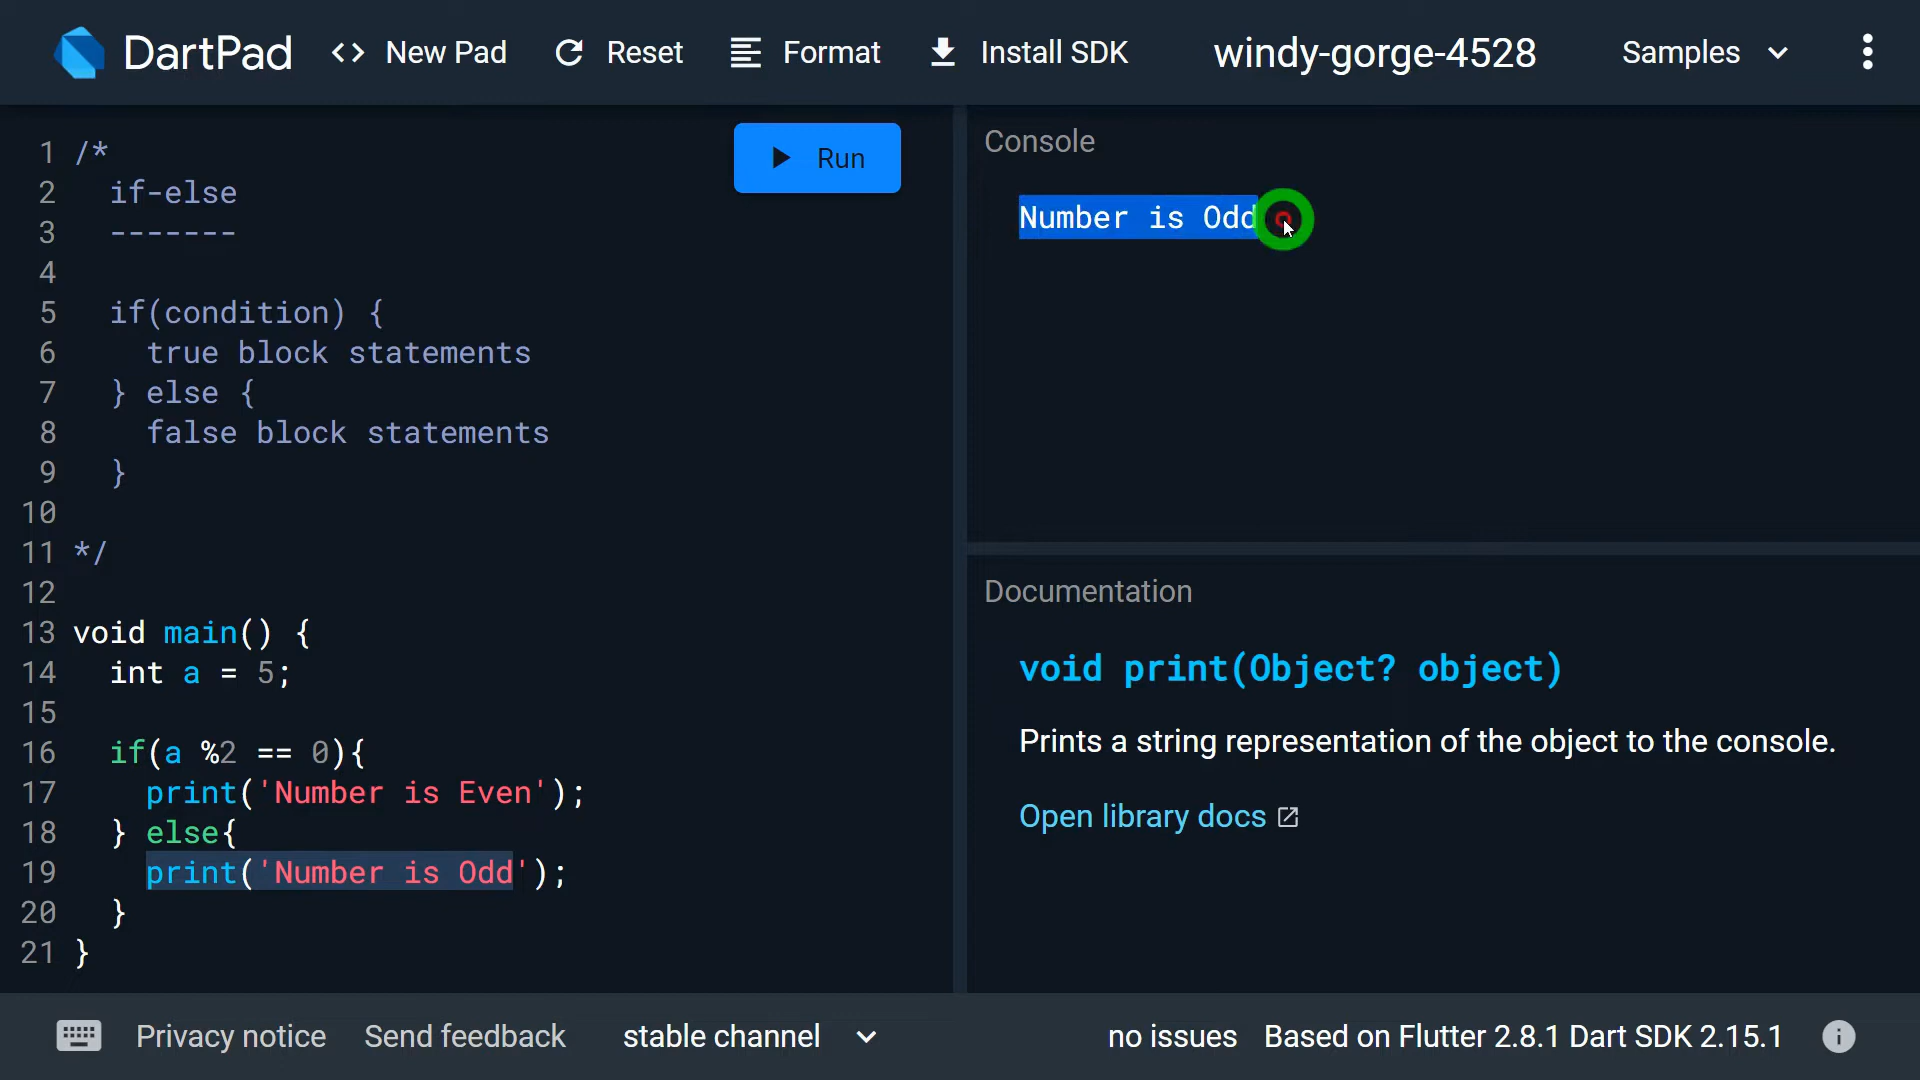 DartPad <> New Pad Reset Format Install SDK windy-gorge-4528 Samples
1 /*
2 if-else
3 -------
4
5 if(condition) {
6 true block statements
7 } else {
8 false block statements
9 }
10
11 */
12
13 void main() {
14 int a = 5;
15
16 if(a %2 == 0){
17 print('Number is Even');
18 } else{
19 print('Number is Odd');
20 }
21 }
Run
Console
Number is Odd
Documentation
void print(Object? object)
Prints a string representation of the object to the console.
Open library docs
Privacy notice Send feedback stable channel no issues Based on Flutter 2.8.1 Dart SDK 2.15.1